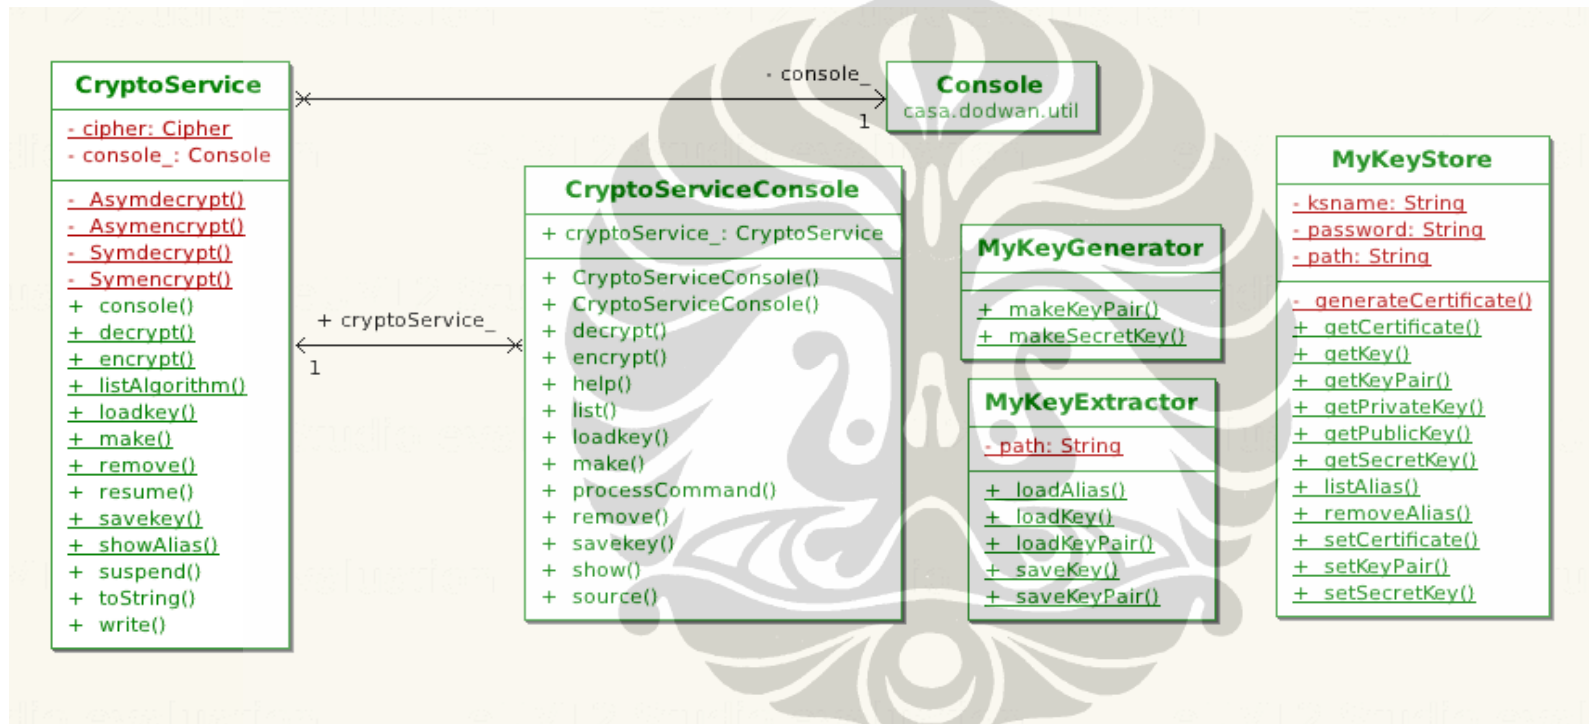 CryptoService
- cipher: Cipher
- console_: Console
- Asymdecrypt()
- Asymencrypt()
- Symdecrypt()
- Symencrypt()
+ console()
+ decrypt()
+ encrypt()
+ listAlgorithm()
+ loadkey()
+ make()
+ remove()
+ resume()
+ savekey()
+ showAlias()
+ suspend()
+ toString()
+ write()
- console_
1
+ cryptoService_
1
Console
casa.dodwan.util
CryptoServiceConsole
+ cryptoService_: CryptoService
+ CryptoServiceConsole()
+ CryptoServiceConsole()
+ decrypt()
+ encrypt()
+ help()
+ list()
+ loadkey()
+ make()
+ processCommand()
+ remove()
+ savekey()
+ show()
+ source()
MyKeyGenerator
+ makeKeyPair()
+ makeSecretKey()
MyKeyExtractor
- path: String
+ loadAlias()
+ loadKey()
+ loadKeyPair()
+ saveKey()
+ saveKeyPair()
MyKeyStore
- ksname: String
- password: String
- path: String
- generateCertificate()
+ getCertificate()
+ getKey()
+ getKeyPair()
+ getPrivateKey()
+ getPublicKey()
+ getSecretKey()
+ listAlias()
+ removeAlias()
+ setCertificate()
+ setKeyPair()
+ setSecretKey()